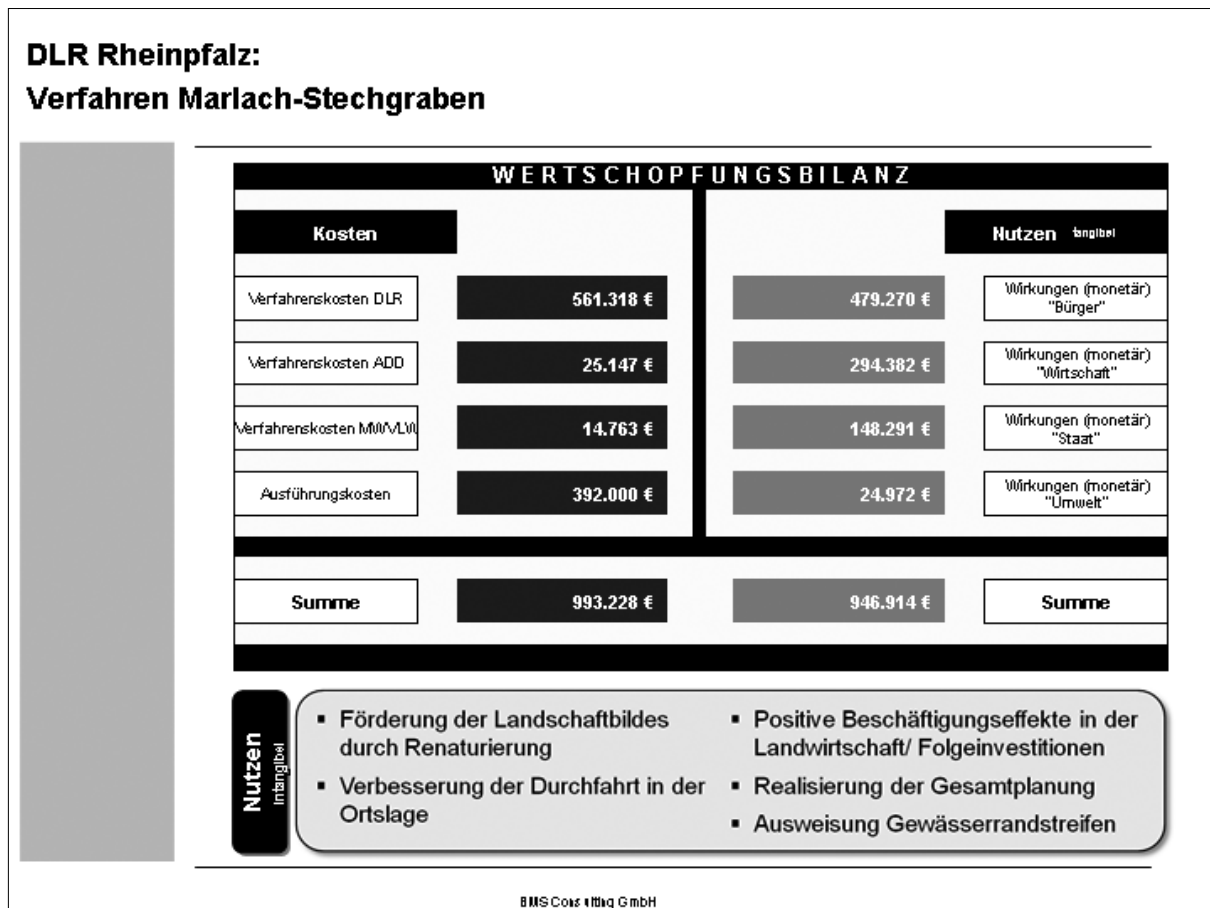 DLR Rheinpfalz:
Verfahren Marlach-Stechgraben
WERTSCHOPFUNGSBILANZ
Kosten
Nutzen tangibel
Verfahrenskosten DLR 561.318 € 479.270 € Wirkungen (monetär)
"Bürger"
Verfahrenskosten ADD 25.147 € 294.382 € Wirkungen (monetär)
"Wirtschaft"
Verfahrenskosten MWVLW 14.763 € 148.291 € Wirkungen (monetär)
"Staat"
Ausführungskosten 392.000 € 24.972 € Wirkungen (monetär)
"Umwelt"
Summe 993.228 € 946.914 € Summe
Nutzen
intangibel
▪ Förderung der Landschaftbildes
durch Renaturierung
▪ Verbesserung der Durchfahrt in der
Ortslage
▪ Positive Beschäftigungseffekte in der
Landwirtschaft/ Folgeinvestitionen
▪ Realisierung der Gesamtplanung
▪ Ausweisung Gewässerrandstreifen
BMS Consulting GmbH